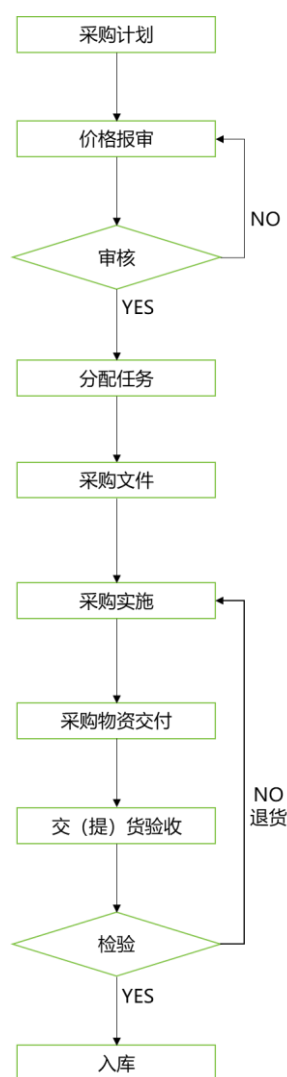 采购计划
价格报审
NO
审核
YES
分配任务
采购文件
采购实施
采购物资交付
NO
退货
交（提）货验收
检验
YES
入库